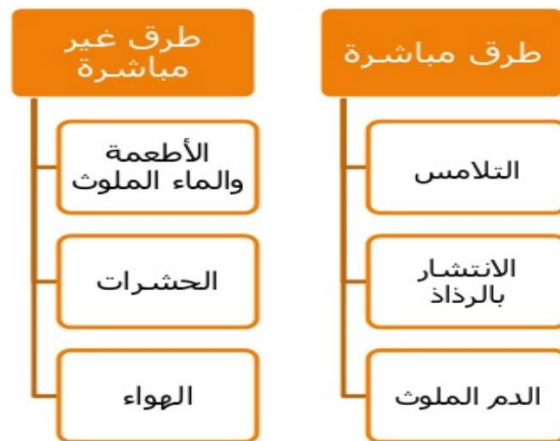 طرق مباشرة
التلامس
الانتشار
بالرذاذ
الدم الملوث
طرق غير
مباشرة
الأطعمة
والماء الملوث
الحشرات
الهواء